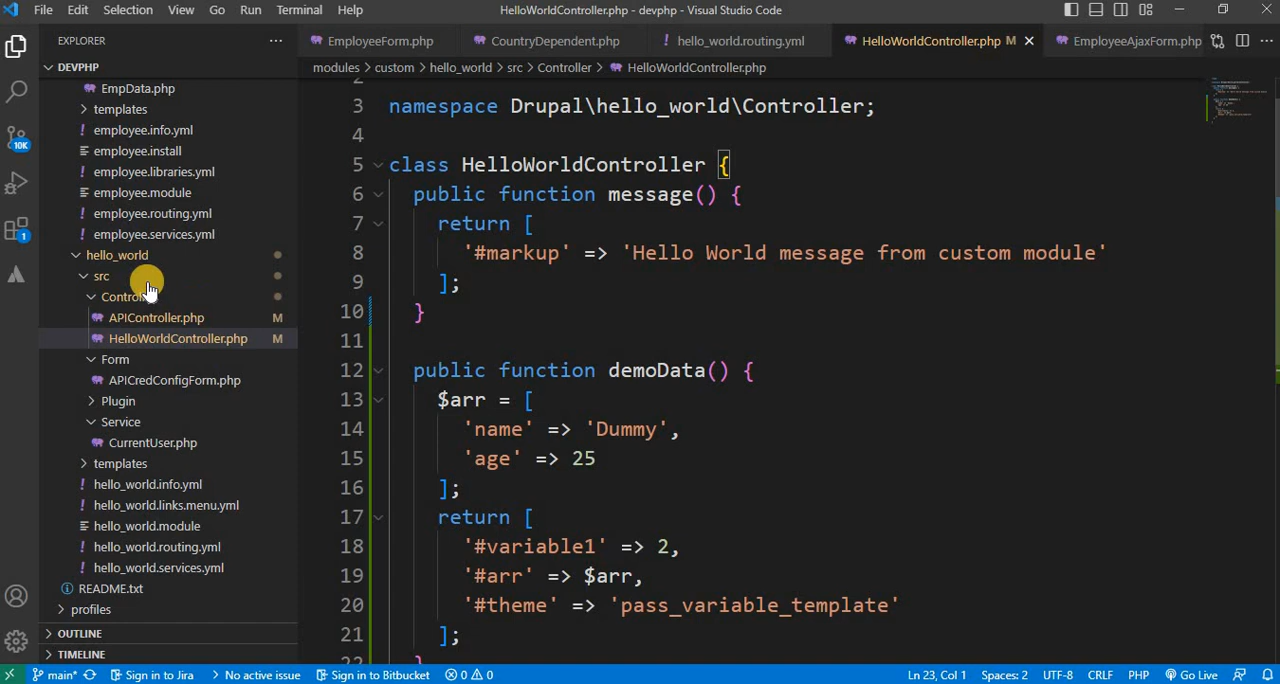 File Edit Selection View Go Run Terminal Help HelloWorldController.php - devphp - Visual Studio Code
EXPLORER ···
EmployeeForm.php CountryDependent.php ! hello_world.routing.yml HelloWorldController.php M × EmployeeAjaxForm.php
DEVPHP
modules > custom > hello_world > src > Controller > HelloWorldController.php
EmpData.php
templates
employee.info.yml
employee.install
employee.libraries.yml
employee.module
employee.routing.yml
employee.services.yml
hello_world
src
APIController.php M
HelloWorldController.php M
Form
APICredConfigForm.php
Plugin
Service
CurrentUser.php
templates
hello_world.info.yml
hello_world.links.menu.yml
hello_world.module
hello_world.routing.yml
hello_world.services.yml
README.txt
profiles
OUTLINE
TIMELINE
10K
1
3 namespace Drupal\hello_world\Controller;
4
5 class HelloWorldController {
6 public function message() {
7 return [
8 '#markup' => 'Hello World message from custom module'
9 ];
10 }
11
12 public function demoData() {
13 $arr = [
14 'name' => 'Dummy',
15 'age' => 25
16 ];
17 return [
18 '#variable1' => 2,
19 '#arr' => $arr,
20 '#theme' => 'pass_variable_template'
21 ];
22 }
main* Sign in to Jira > No active issue Sign in to Bitbucket 0 0 Ln 23, Col 1 Spaces: 2 UTF-8 CRLF PHP Go Live